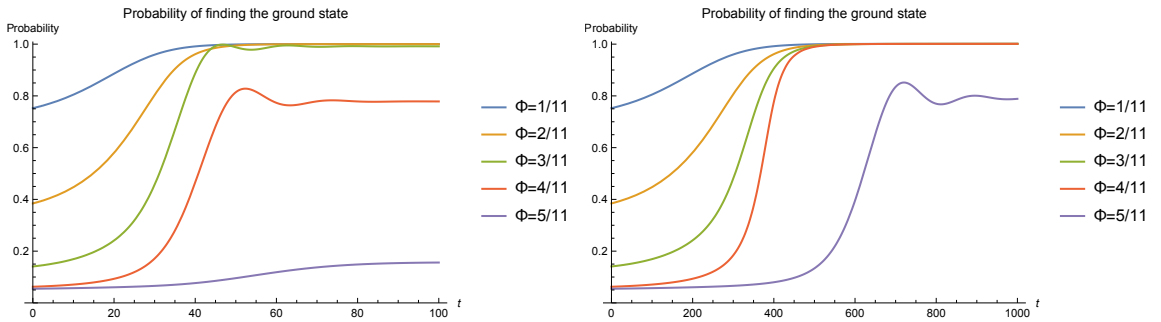 Probability of finding the ground state
Probability
1.0
0.8
0.6
0.4
0.2
0 20 40 60 80 100 t
Φ=1/11
Φ=2/11
Φ=3/11
Φ=4/11
Φ=5/11
Probability of finding the ground state
Probability
1.0
0.8
0.6
0.4
0.2
0 200 400 600 800 1000 t
Φ=1/11
Φ=2/11
Φ=3/11
Φ=4/11
Φ=5/11